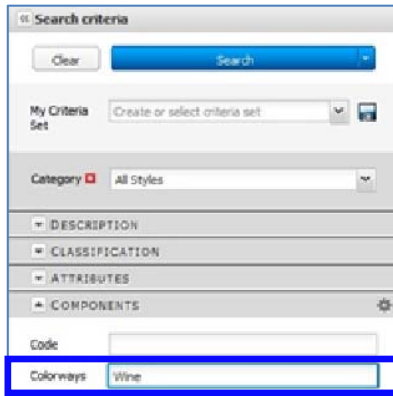 Search criteria
Clear
Search
My Criteria
Set
Create or select criteria set
Category
All Styles
DESCRIPTION
CLASSIFICATION
ATTRIBUTES
COMPONENTS
Code
Colorways
Wine